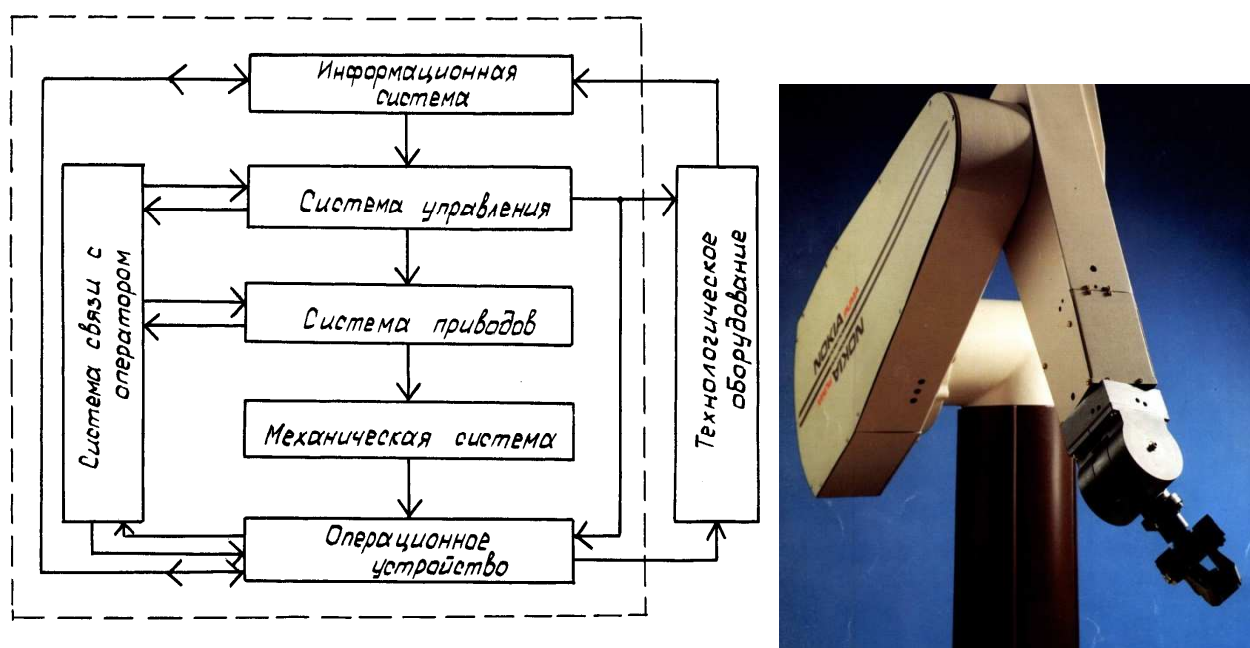 Информационная
система
Система управления
Система приводов
Механическая система
Операционное
устройство
Система связи с
оператором
Технологическое
оборудование
NOKIA
NOKIA